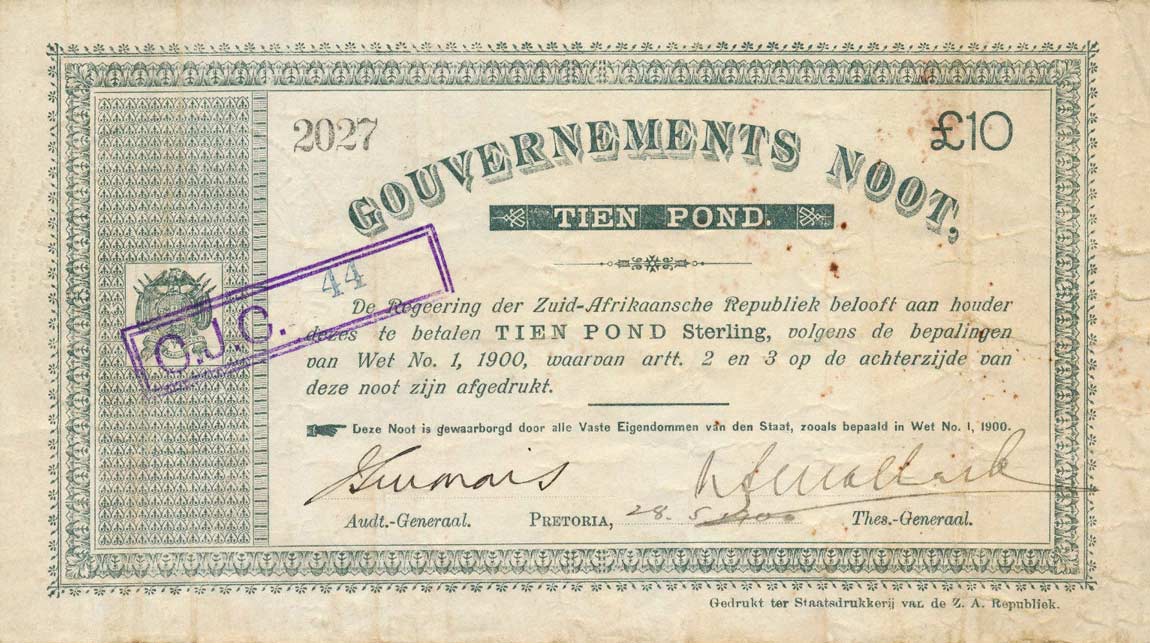 2027
£10
GOUVERNEMENTS NOOT,
TIEN POND.
C.J.C. 44
De Regeering der Zuid-Afrikaansche Republiek belooft aan houder
dezes te betalen TIEN POND Sterling, volgens de bepalingen
van Wet No. 1, 1900, waarvan artt. 2 en 3 op de achterzijde van
deze noot zijn afgedrukt.
Deze Noot is gewaarborgd door alle Vaste Eigendommen van den Staat, zooals bepaald in Wet No. 1, 1900.
Audt.-Generaal. PRETORIA, 28. 5 1900 Thes.-Generaal.
Gedrukt ter Staatsdrukkerij van de Z. A. Republiek.